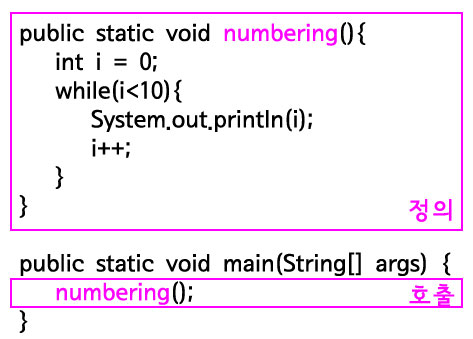 public static void numbering(){
int i = 0;
while(i<10){
System.out.println(i);
i++;
}
}
정의
public static void main(String[] args) {
numbering(); 호출
}